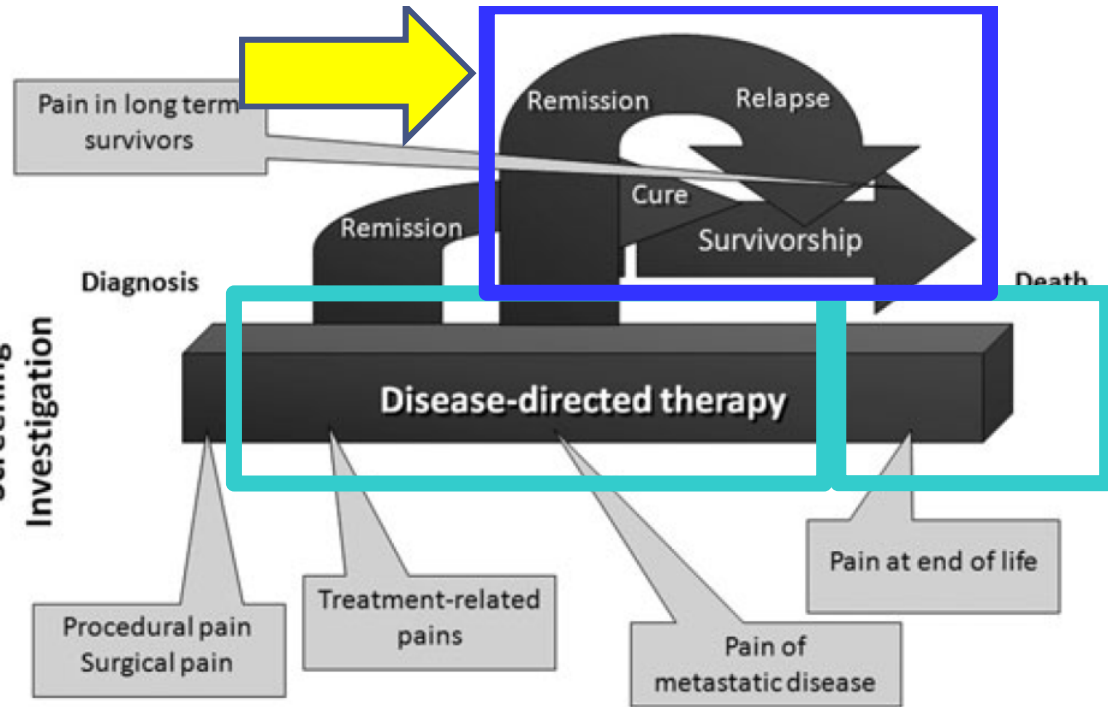 Pain in long term
survivors
Remission
Relapse
Cure
Remission
Survivorship
Diagnosis
Death
Screening
Investigation
Disease-directed therapy
Pain at end of life
Treatment-related
pains
Procedural pain
Surgical pain
Pain of
metastatic disease